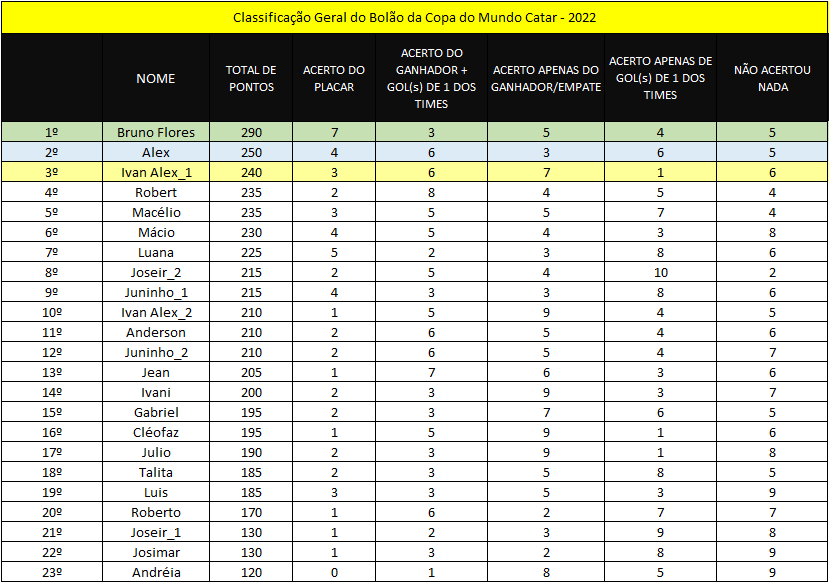 Classificação Geral do Bolão da Copa do Mundo Catar - 2022
NOME TOTAL DE PONTOS ACERTO DO PLACAR ACERTO DO GANHADOR + GOL(s) DE 1 DOS TIMES ACERTO APENAS DO GANHADOR/EMPATE ACERTO APENAS DE GOL(s) DE 1 DOS TIMES NÃO ACERTOU NADA
1º Bruno Flores 290 7 3 5 4 5
2º Alex 250 4 6 3 6 5
3º Ivan Alex_1 240 3 6 7 1 6
4º Robert 235 2 8 4 5 4
5º Macélio 235 3 5 5 7 4
6º Mácio 230 4 5 4 3 8
7º Luana 225 5 2 3 8 6
8º Joseir_2 215 2 5 4 10 2
9º Juninho_1 215 4 3 3 8 6
10º Ivan Alex_2 210 1 5 9 4 5
11º Anderson 210 2 6 5 4 6
12º Juninho_2 210 2 6 5 4 7
13º Jean 205 1 7 6 3 6
14º Ivani 200 2 3 9 3 7
15º Gabriel 195 2 3 7 6 5
16º Cléofaz 195 1 5 9 1 6
17º Julio 190 2 3 9 1 8
18º Talita 185 2 3 5 8 5
19º Luis 185 3 3 5 3 9
20º Roberto 170 1 6 2 7 7
21º Joseir_1 130 1 2 3 9 8
22º Josimar 130 1 3 2 8 9
23º Andréia 120 0 1 8 5 9